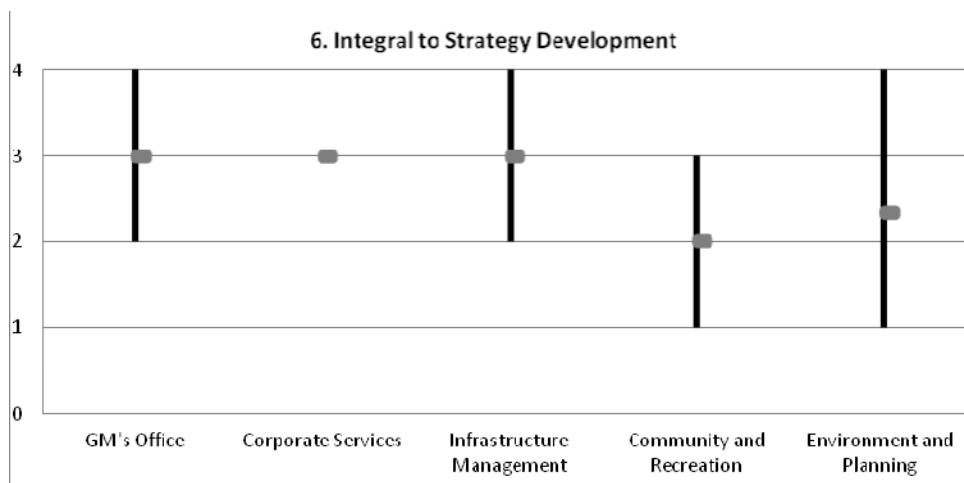 6. Integral to Strategy Development
4
3
2
1
0
GM's Office
Corporate Services
Infrastructure
Management
Community and
Recreation
Environment and
Planning